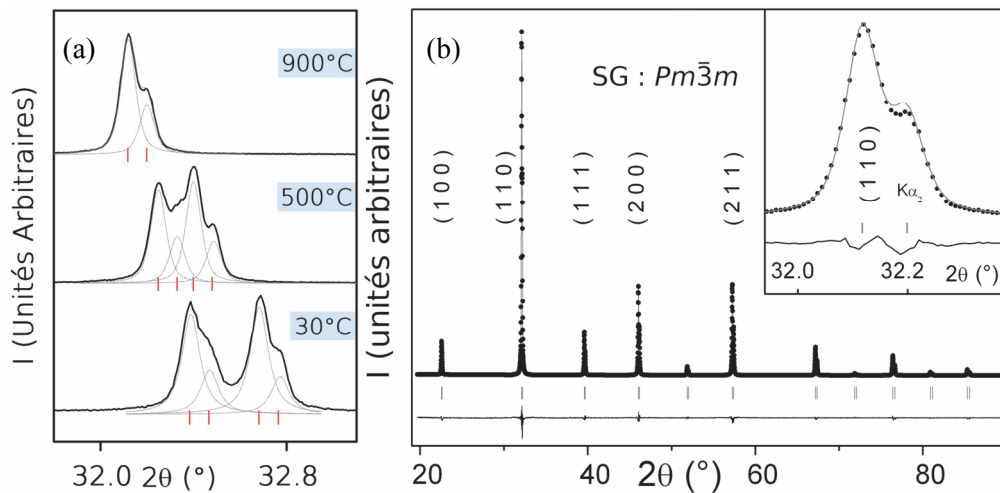 (a)
900°C
500°C
30°C
I (Unités Arbitraires)
32.0 2θ (°) 32.8
(b)
SG : Pm3̄m
I (unités arbitraires)
(100)
(110)
(111)
(200)
(211)
20 40 2θ (°) 60 80
(110)
Kα₂
32.0 32.2 2θ (°)